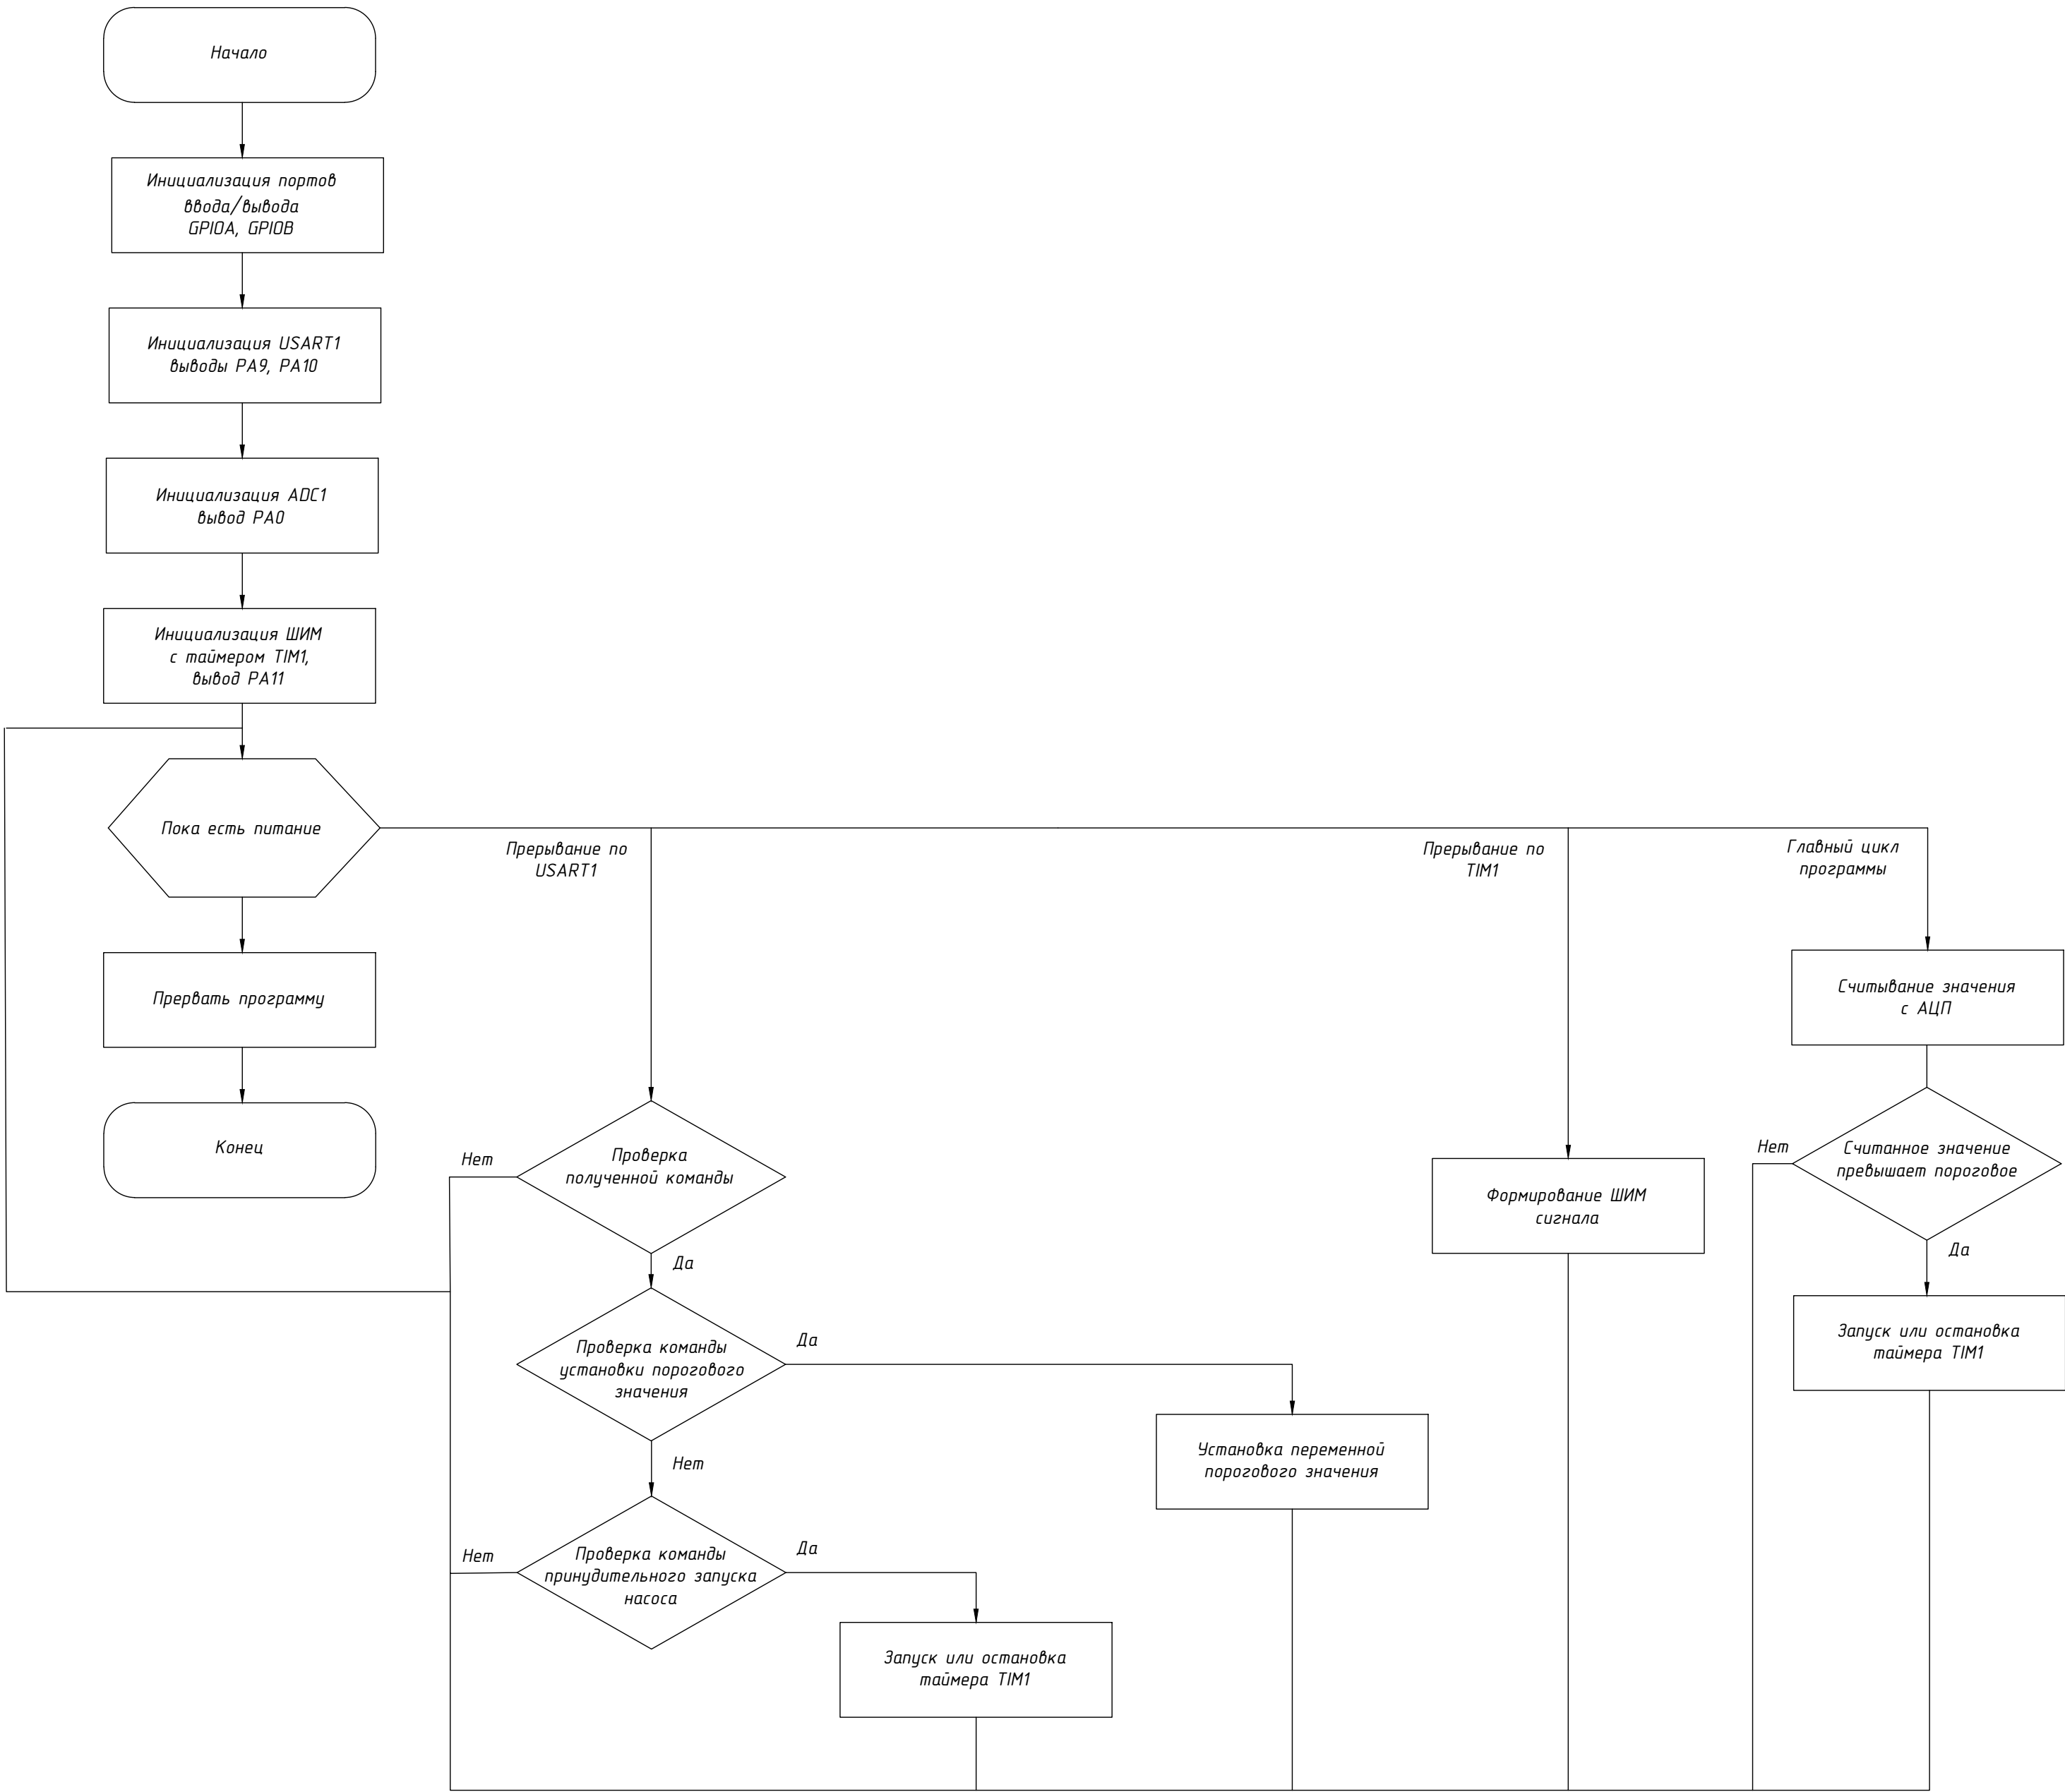 Начало
Инициализация портов
ввода/вывода
GPIOA, GPIOB
Инициализация USART1
выводы PA9, PA10
Инициализация ADC1
вывод PA0
Инициализация ШИМ
с таймером TIM1,
вывод PA11
Пока есть питание
Прерывание по
USART1
Прерывание по
TIM1
Главный цикл
программы
Прервать программу
Конец
Считывание значения
с АЦП
Нет
Проверка
полученной команды
Да
Формирование ШИМ
сигнала
Нет
Считанное значение
превышает пороговое
Да
Запуск или остановка
таймера TIM1
Проверка команды
установки порогового
значения
Да
Нет
Установка переменной
порогового значения
Нет
Проверка команды
принудительного запуска
насоса
Да
Запуск или остановка
таймера TIM1